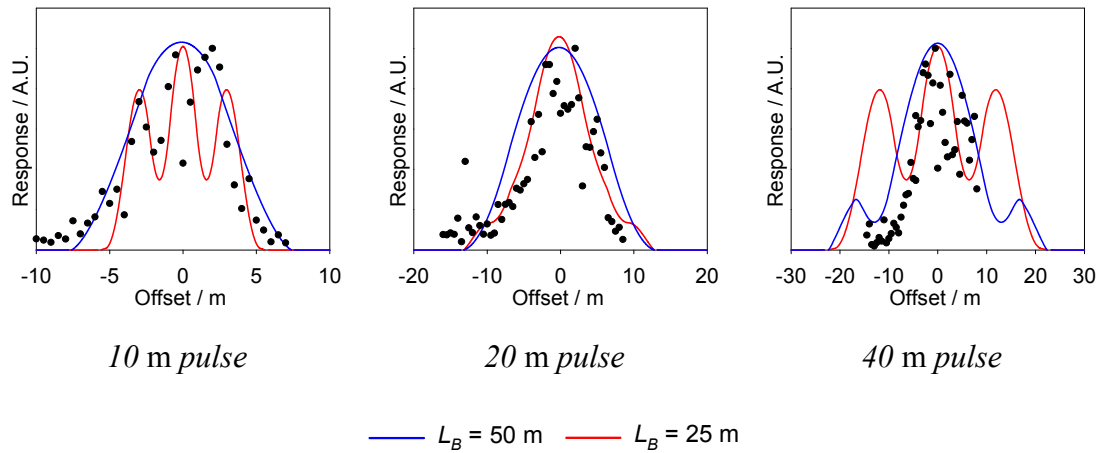 Response / A.U.
-10 -5 0 5 10
Offset / m
10 m pulse
Response / A.U.
-20 -10 0 10 20
Offset / m
20 m pulse
Response / A.U.
-30 -20 -10 0 10 20 30
Offset / m
40 m pulse
L_B = 50 m L_B = 25 m